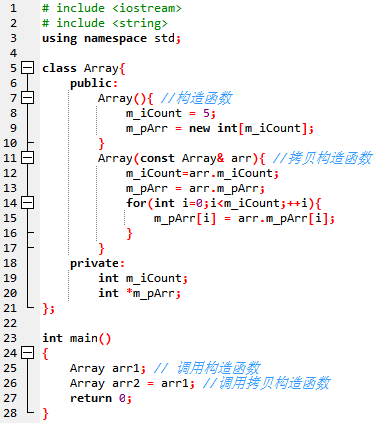 1 # include <iostream>
2 # include <string>
3 using namespace std;
4
5 class Array{
6 public:
7 Array(){ //构造函数
8 m_iCount = 5;
9 m_pArr = new int[m_iCount];
10 }
11 Array(const Array& arr){ //拷贝构造函数
12 m_iCount=arr.m_iCount;
13 m_pArr = arr.m_pArr;
14 for(int i=0;i<m_iCount;++i){
15 m_pArr[i] = arr.m_pArr[i];
16 }
17 }
18 private:
19 int m_iCount;
20 int *m_pArr;
21 };
22
23 int main()
24 {
25 Array arr1; // 调用构造函数
26 Array arr2 = arr1; //调用拷贝构造函数
27 return 0;
28 }